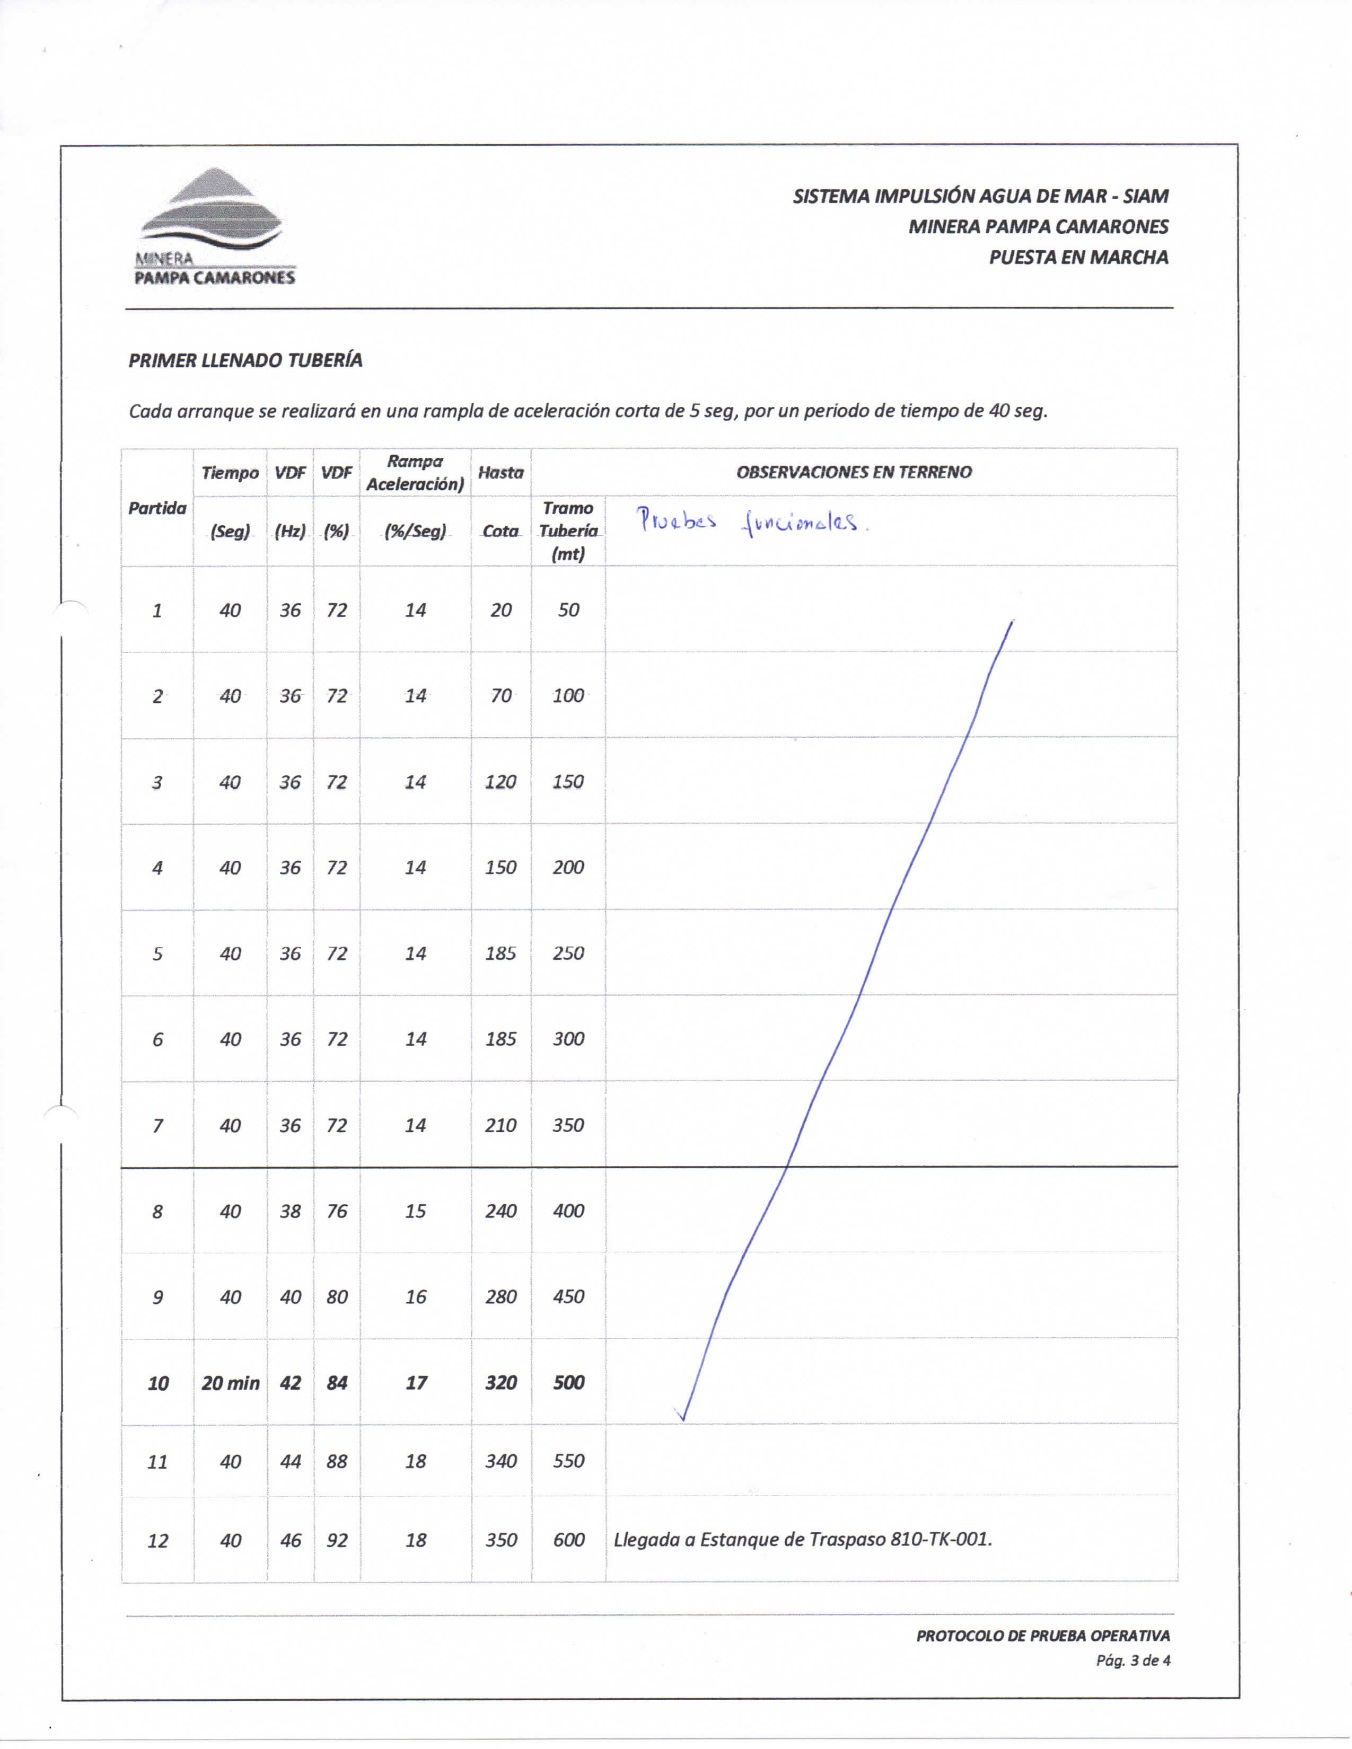 MINERA
PAMPA CAMARONES
SISTEMA IMPULSIÓN AGUA DE MAR - SIAM
MINERA PAMPA CAMARONES
PUESTA EN MARCHA
PRIMER LLENADO TUBERÍA
Cada arranque se realizará en una rampla de aceleración corta de 5 seg, por un periodo de tiempo de 40 seg.
Partida Tiempo VDF VDF Rampa Aceleración) Hasta OBSERVACIONES EN TERRENO
(Seg) (Hz) (%) (%/Seg) Cota Tramo Tubería (mt) Pruebas funcionales.
1 40 36 72 14 20 50
2 40 36 72 14 70 100
3 40 36 72 14 120 150
4 40 36 72 14 150 200
5 40 36 72 14 185 250
6 40 36 72 14 185 300
7 40 36 72 14 210 350
8 40 38 76 15 240 400
9 40 40 80 16 280 450
10 20 min 42 84 17 320 500
11 40 44 88 18 340 550
12 40 46 92 18 350 600 Llegada a Estanque de Traspaso 810-TK-001.
PROTOCOLO DE PRUEBA OPERATIVA
Pág. 3 de 4